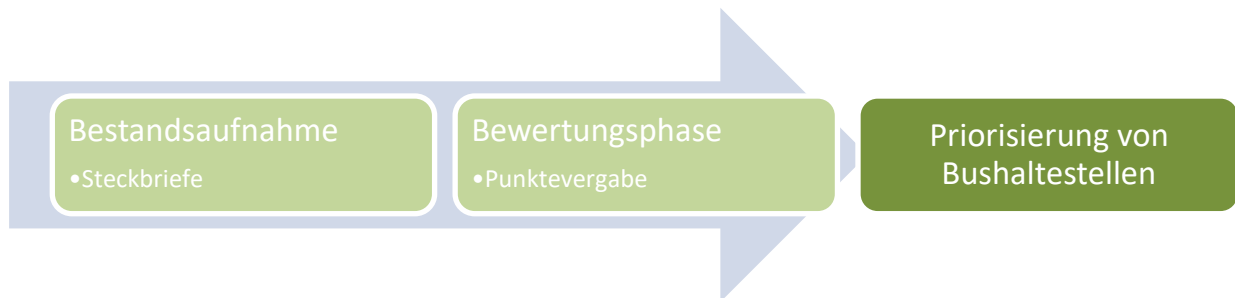 Bestandsaufnahme
•Steckbriefe
Bewertungsphase
•Punktevergabe
Priorisierung von
Bushaltestellen